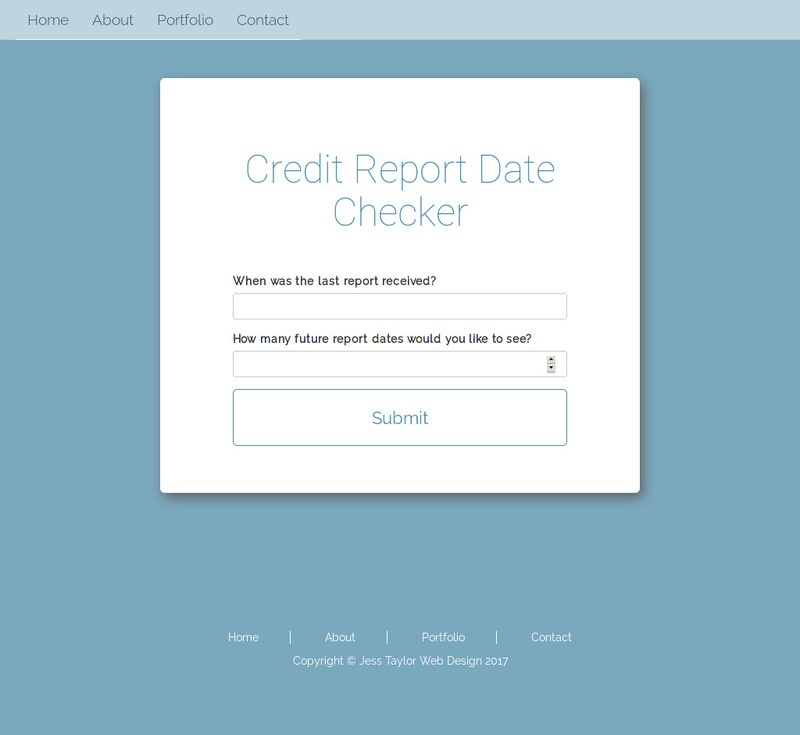 Home About Portfolio Contact
Credit Report Date
Checker
When was the last report received?
How many future report dates would you like to see?
Submit
Home About Portfolio Contact
Copyright © Jess Taylor Web Design 2017